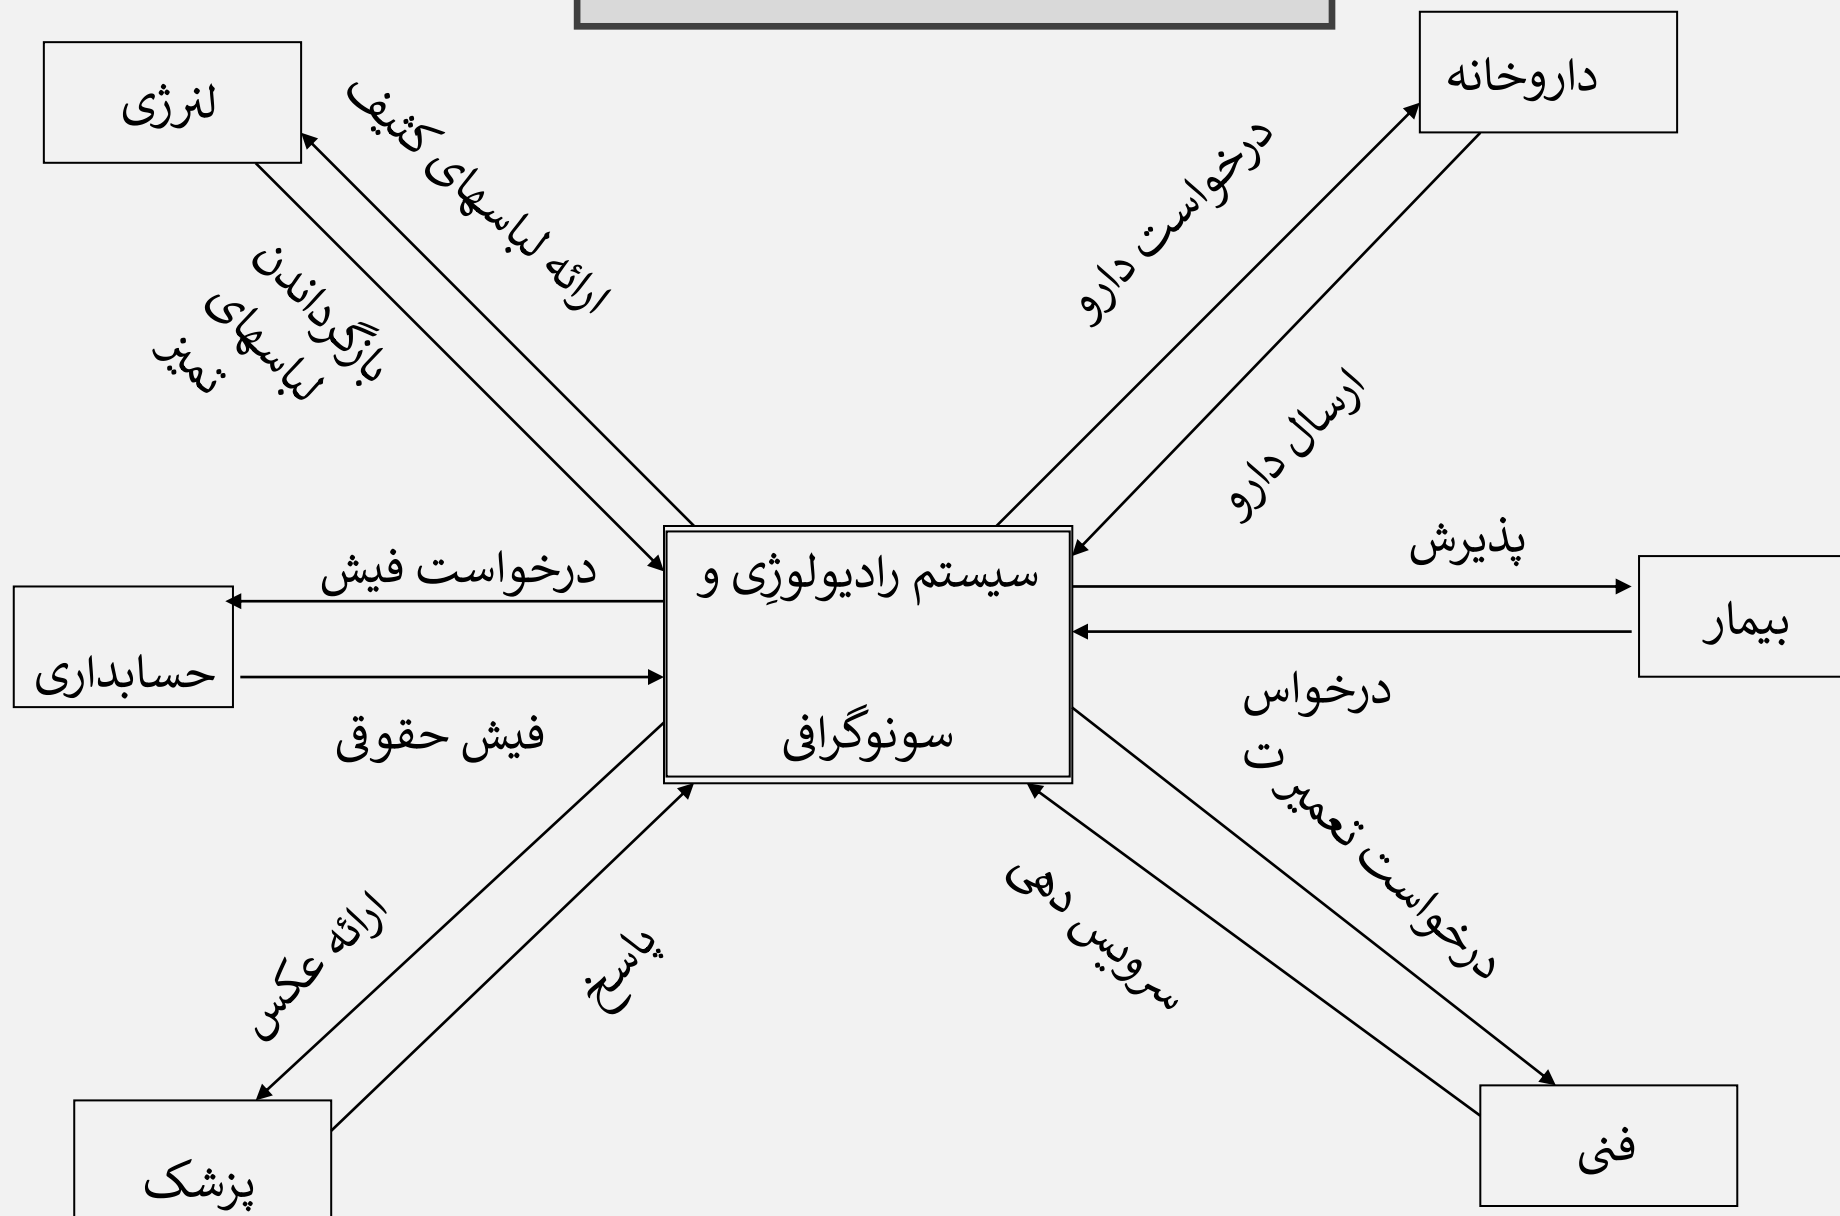 داروخانه
لنرژی
ارائه لباسهای کثیف
درخواست دارو
بازگرداندن
لباسهای
تمیز
ارسال دارو
پذیرش
درخواست فیش
سیستم رادیولوژِی و
سونوگرافی
بیمار
حسابداری
درخواس
ت
فیش حقوقی
درخواست تعمیر
سرویس دهی
ارائه عکس
پاسخ
فنی
پزشک